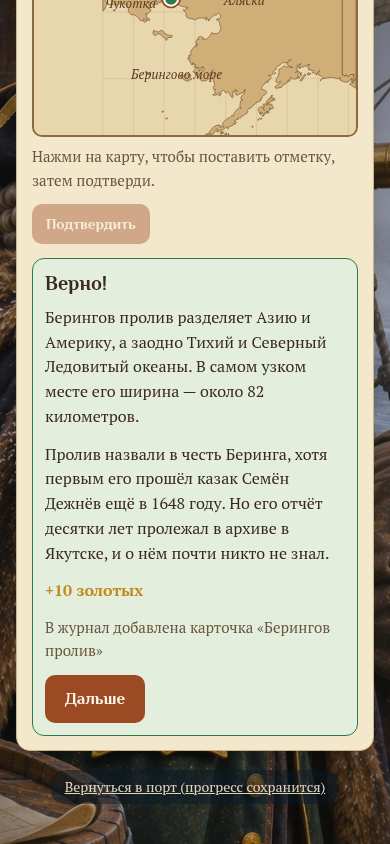 Чукотка
Аляска
Берингово море
Нажми на карту, чтобы поставить отметку,
затем подтверди.
Подтвердить
Верно!
Берингов пролив разделяет Азию и
Америку, а заодно Тихий и Северный
Ледовитый океаны. В самом узком
месте его ширина — около 82
километров.
Пролив назвали в честь Беринга, хотя
первым его прошёл казак Семён
Дежнёв ещё в 1648 году. Но его отчёт
десятки лет пролежал в архиве в
Якутске, и о нём почти никто не знал.
+10 золотых
В журнал добавлена карточка «Берингов
пролив»
Дальше
Вернуться в порт (прогресс сохранится)